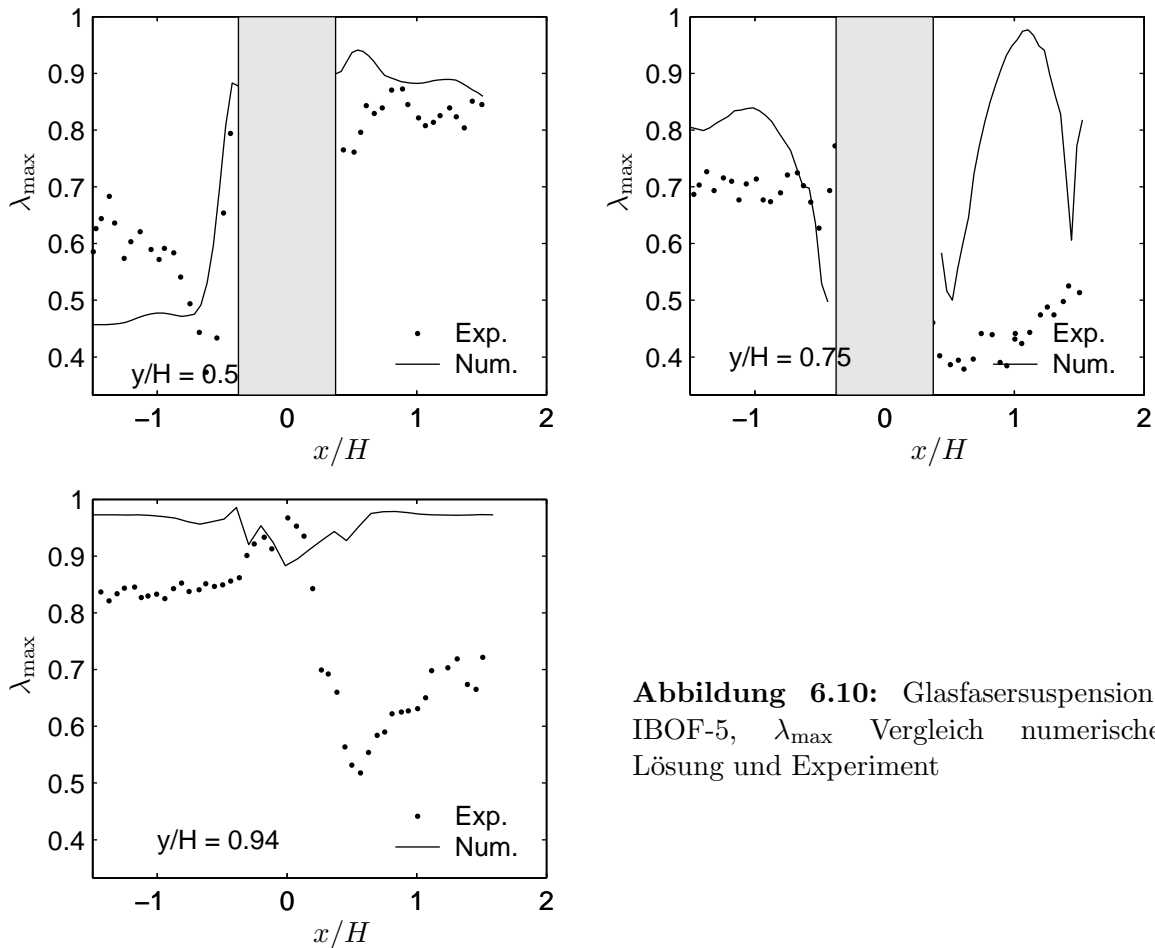 1
0.9
0.8
0.7
0.6
0.5
0.4
λmax
y/H = 0.5
Exp.
Num.
−1
0
1
2
x/H
1
0.9
0.8
0.7
0.6
0.5
0.4
λmax
y/H = 0.75
Exp.
Num.
−1
0
1
2
x/H
1
0.9
0.8
0.7
0.6
0.5
0.4
λmax
y/H = 0.94
Exp.
Num.
−1
0
1
2
x/H
Abbildung 6.10: Glasfasersuspension
IBOF-5, λmax Vergleich numerische
Lösung und Experiment